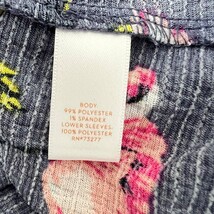 BODY
99% POLYESTER
1% SPANDEX
LOWER SLEEVES:
100% POLYESTER
RN#73277